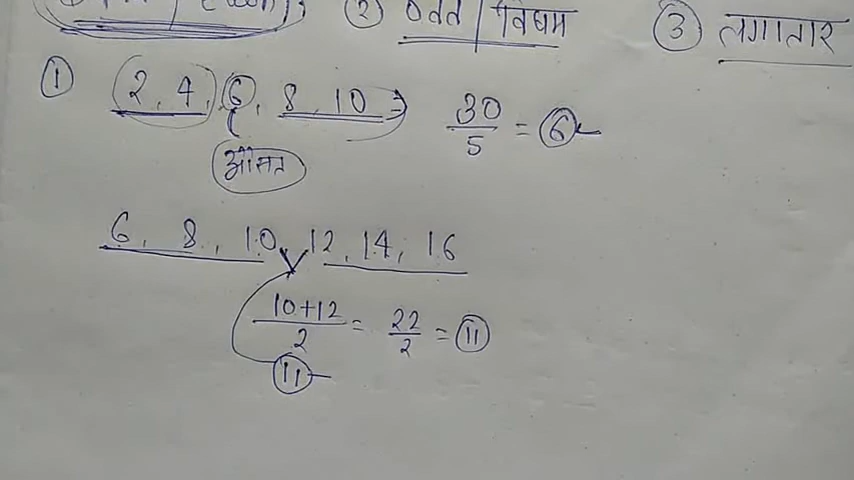 ② / विषम ③ लगातार
① 2, 4, 6, 8, 10 ⇒ 30/5 = 6
औसत
6, 8, 10, 12, 14, 16
10+12/2 = 22/2 = 11
11